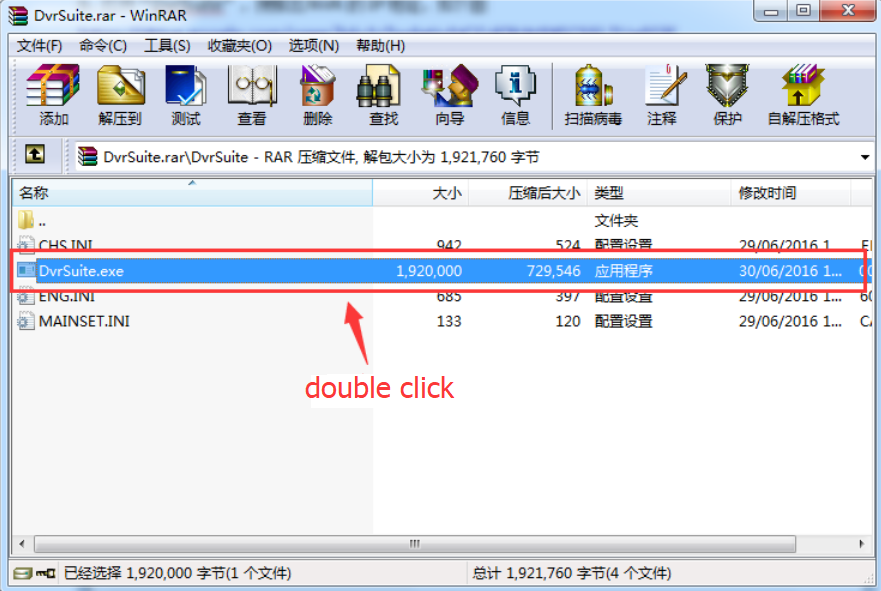 DvrSuite.rar - WinRAR
文件(F) 命令(C) 工具(S) 收藏夹(O) 选项(N) 帮助(H)
添加 解压到 测试 查看 删除 查找 向导 信息 扫描病毒 注释 保护 自解压格式
DvrSuite.rar\DvrSuite - RAR 压缩文件, 解包大小为 1,921,760 字节
名称 大小 压缩后大小 类型 修改时间
.. 文件夹
CHS.INI 942 524 配置设置 29/06/2016 1...
DvrSuite.exe 1,920,000 729,546 应用程序 30/06/2016 1...
ENG.INI 685 397 配置设置 29/06/2016 1...
MAINSET.INI 133 120 配置设置 29/06/2016 1...
double click
已经选择 1,920,000 字节(1 个文件) 总计 1,921,760 字节(4 个文件)